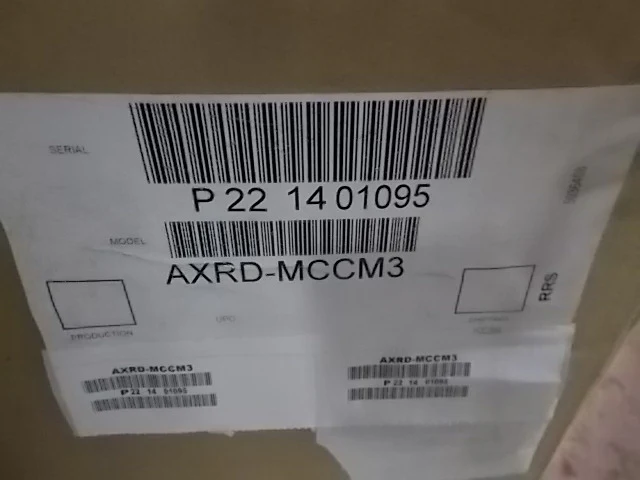 SERIAL
P 22 14 01095
MODEL
AXRD-MCCM3
RRS
PRODUCTION
UPC
AXRD-MCCM3
P 22 14 01095
AXRD-MCCM3
P 22 14 01095